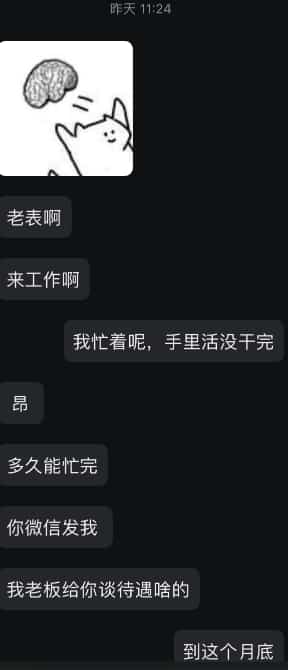 昨天 11:24
老表啊
来工作啊
我忙着呢，手里活没干完
昂
多久能忙完
你微信发我
我老板给你谈待遇啥的
到这个月底